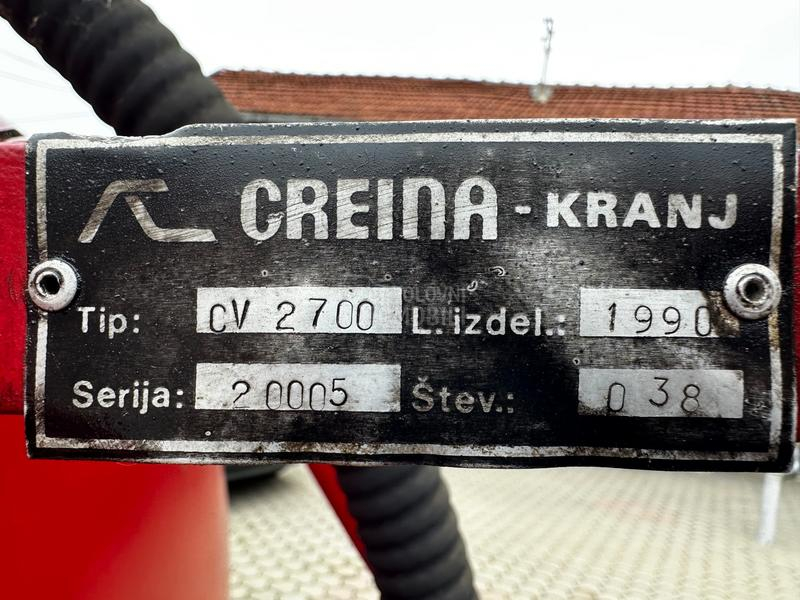 CREINA - KRANJ
Tip: CV 2700 L. izdel.: 1990
Serija: 20005 Štev.: 038